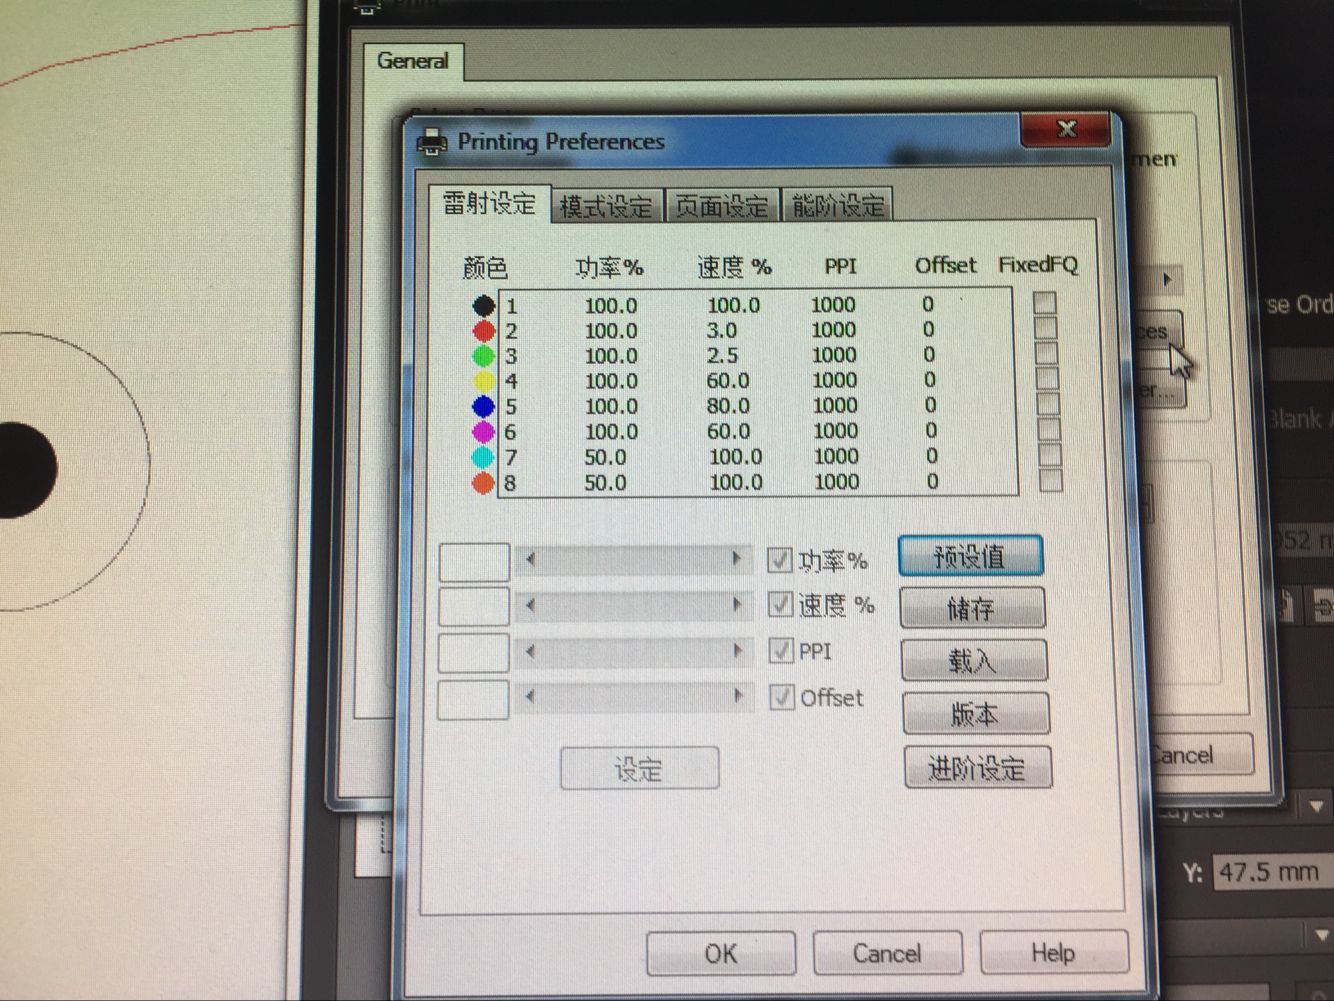 General
Printing Preferences
men
雷射设定 模式设定 页面设定 能阶设定
颜色 功率% 速度 % PPI Offset FixedFQ
1 100.0 100.0 1000 0
2 100.0 3.0 1000 0
3 100.0 2.5 1000 0
4 100.0 60.0 1000 0
5 100.0 80.0 1000 0
6 100.0 60.0 1000 0
7 50.0 100.0 1000 0
8 50.0 100.0 1000 0
se Ord
ces
er...
Blank
952 m
功率% 预设值
速度 % 储存
PPI 载入
Offset 版本
设定 进阶设定
Cancel
Layers
Y: 47.5 mm
OK Cancel Help